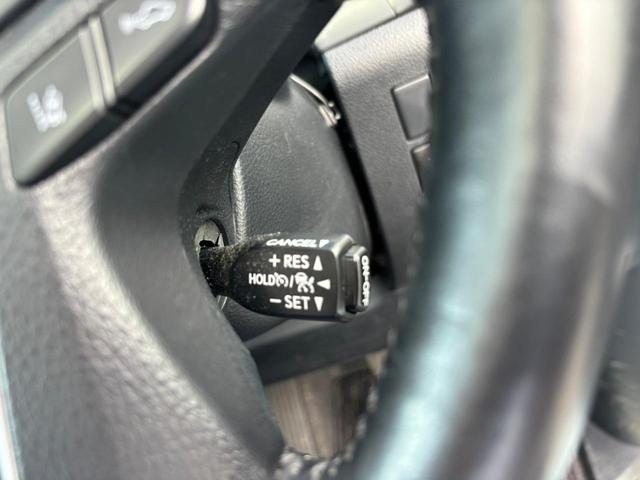 CANCEL
+ RES
HOLD /
− SET
ON-OFF